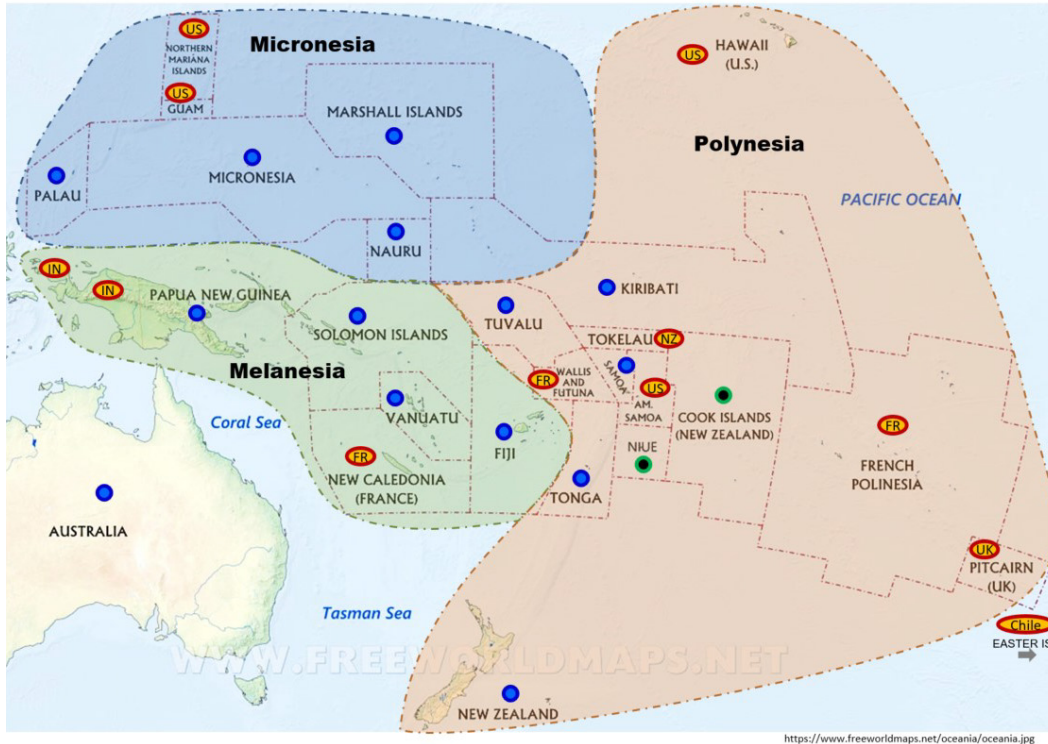 US
NORTHERN
MARIANA
ISLANDS
US
GUAM
Micronesia
MARSHALL ISLANDS
MICRONESIA
PALAU
NAURU
US
HAWAII
(U.S.)
Polynesia
PACIFIC OCEAN
IN
IN
PAPUA NEW GUINEA
SOLOMON ISLANDS
Melanesia
VANUATU
FIJI
FR
NEW CALEDONIA
(FRANCE)
KIRIBATI
TUVALU
TOKELAU
NZ
FR
WALLIS
AND
FUTUNA
SAMOA
US
AM.
SAMOA
COOK ISLANDS
(NEW ZEALAND)
NIUE
TONGA
FR
FRENCH
POLINESIA
UK
PITCAIRN
(UK)
Chile
EASTER IS
Coral Sea
AUSTRALIA
Tasman Sea
WWW.FREEWORLDMAPS.NET
NEW ZEALAND
https://www.freeworldmaps.net/oceania/oceania.jpg